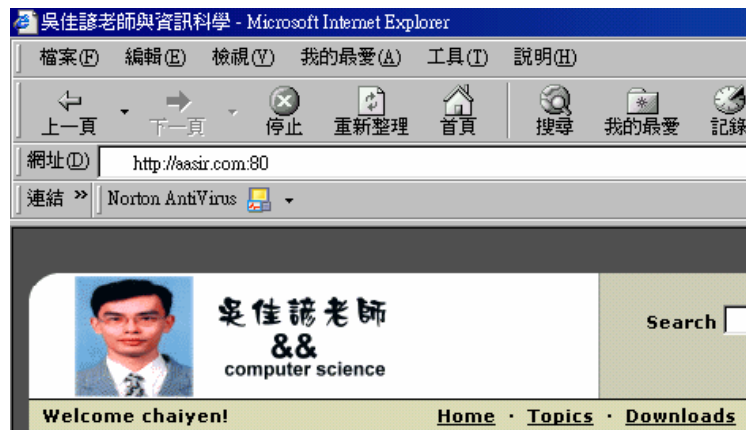 吳佳諺老師與資訊科學 - Microsoft Internet Explorer
檔案(F) 編輯(E) 檢視(V) 我的最愛(A) 工具(T) 說明(H)
上一頁 下一頁 停止 重新整理 首頁 搜尋 我的最愛 記錄
網址(D) http://aasir.com:80
連結 » Norton AntiVirus
吳佳諺老師
&&
computer science
Search
Welcome chaiyen! Home · Topics · Downloads